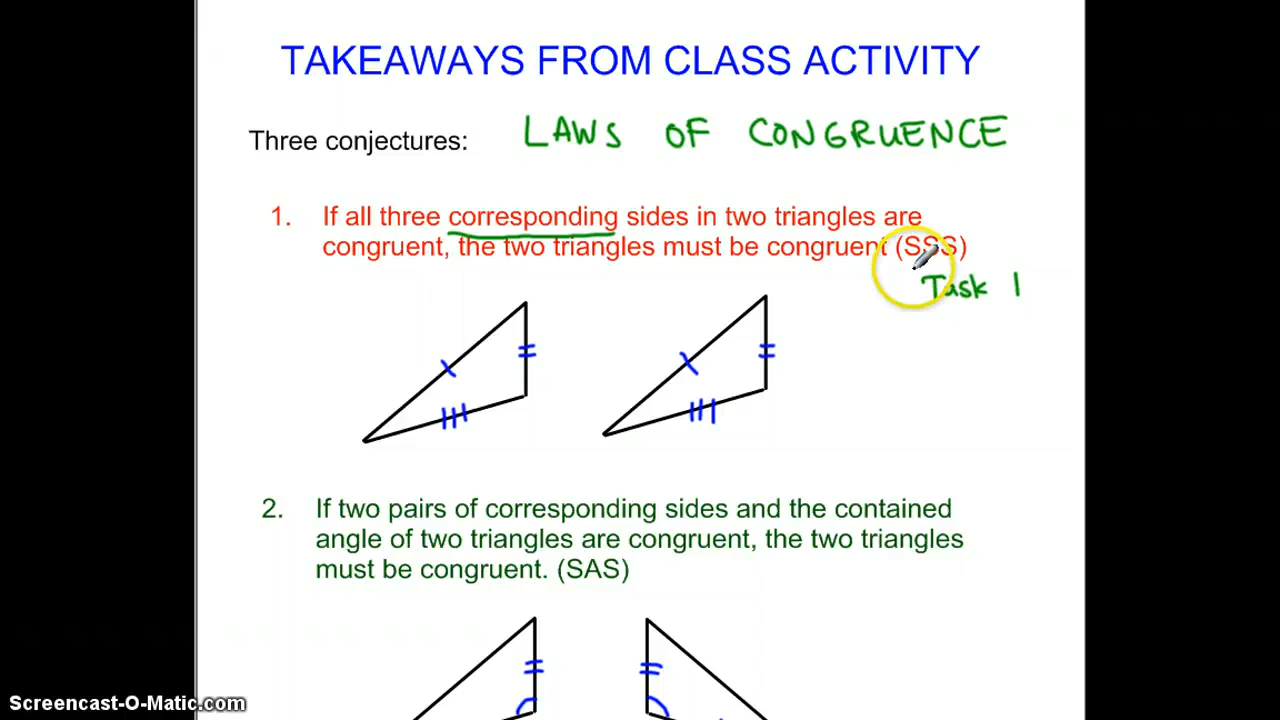 TAKEAWAYS FROM CLASS ACTIVITY
Three conjectures: LAWS OF CONGRUENCE
1. If all three corresponding sides in two triangles are
congruent, the two triangles must be congruent (SSS)
Task 1
2. If two pairs of corresponding sides and the contained
angle of two triangles are congruent, the two triangles
must be congruent. (SAS)
Screencast-O-Matic.com